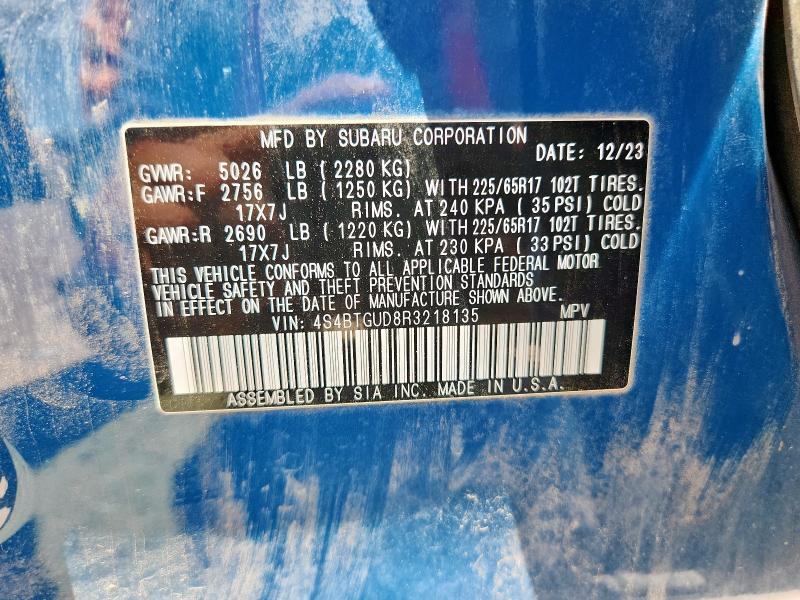 MFD BY SUBARU CORPORATION
DATE: 12/23
GVWR: 5026 LB ( 2280 KG)
GAWR:F 2756 LB ( 1250 KG) WITH 225/65R17 102T TIRES.
17X7J RIMS. AT 240 KPA ( 35 PSI) COLD
GAWR:R 2690 LB ( 1220 KG) WITH 225/65R17 102T TIRES.
17X7J RIMS. AT 230 KPA ( 33 PSI) COLD
THIS VEHICLE CONFORMS TO ALL APPLICABLE FEDERAL MOTOR
VEHICLE SAFETY AND THEFT PREVENTION STANDARDS
IN EFFECT ON THE DATE OF MANUFACTURE SHOWN ABOVE.
VIN: 4S4BTGUD8R3218135 MPV
ASSEMBLED BY SIA INC. MADE IN U.S.A.